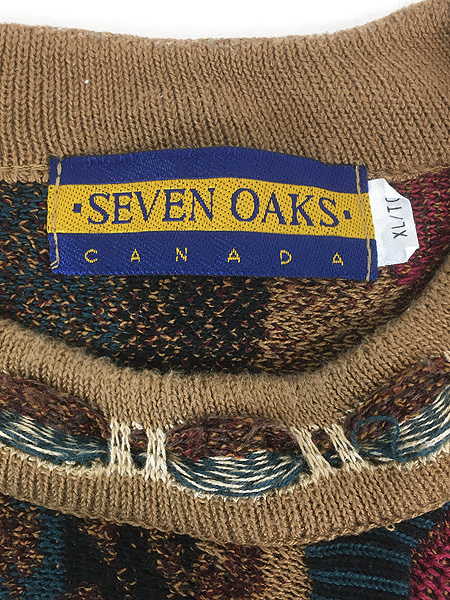 ·SEVEN OAKS·
CANADA
XL/TG